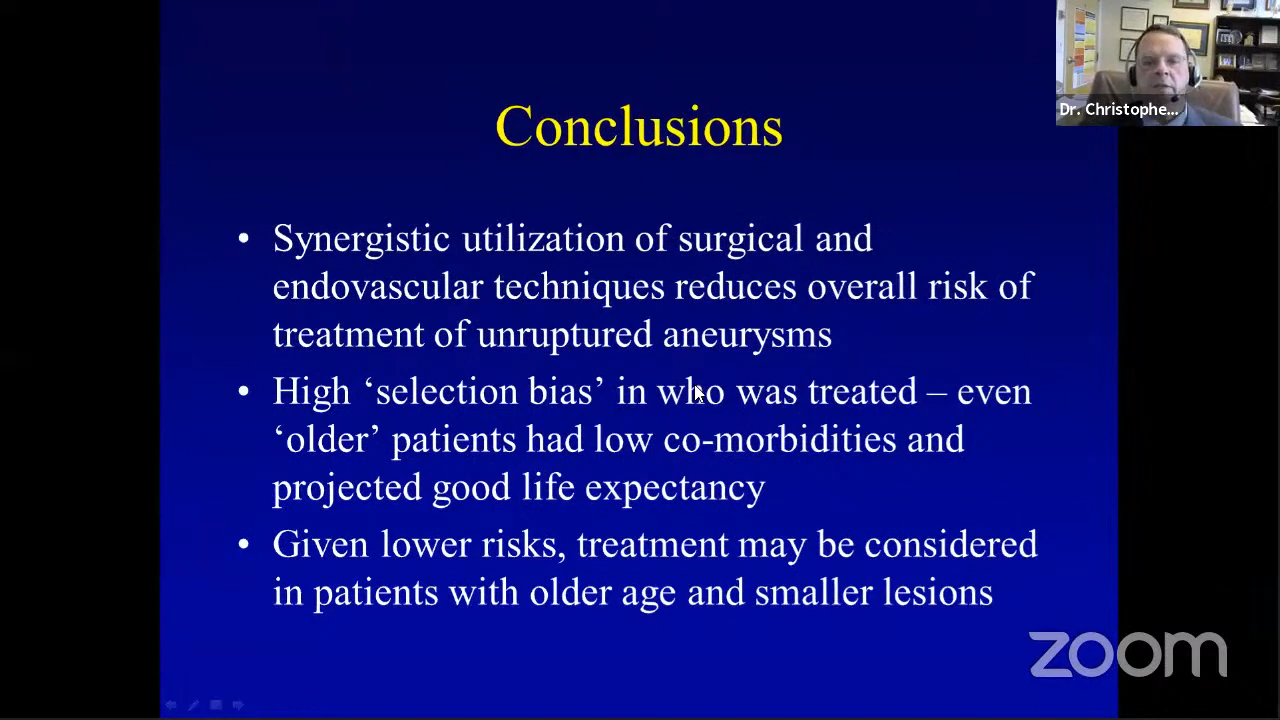 Conclusions
• Synergistic utilization of surgical and
endovascular techniques reduces overall risk of
treatment of unruptured aneurysms
• High ‘selection bias’ in who was treated – even
‘older’ patients had low co-morbidities and
projected good life expectancy
• Given lower risks, treatment may be considered
in patients with older age and smaller lesions
Dr. Christophe...
zoom